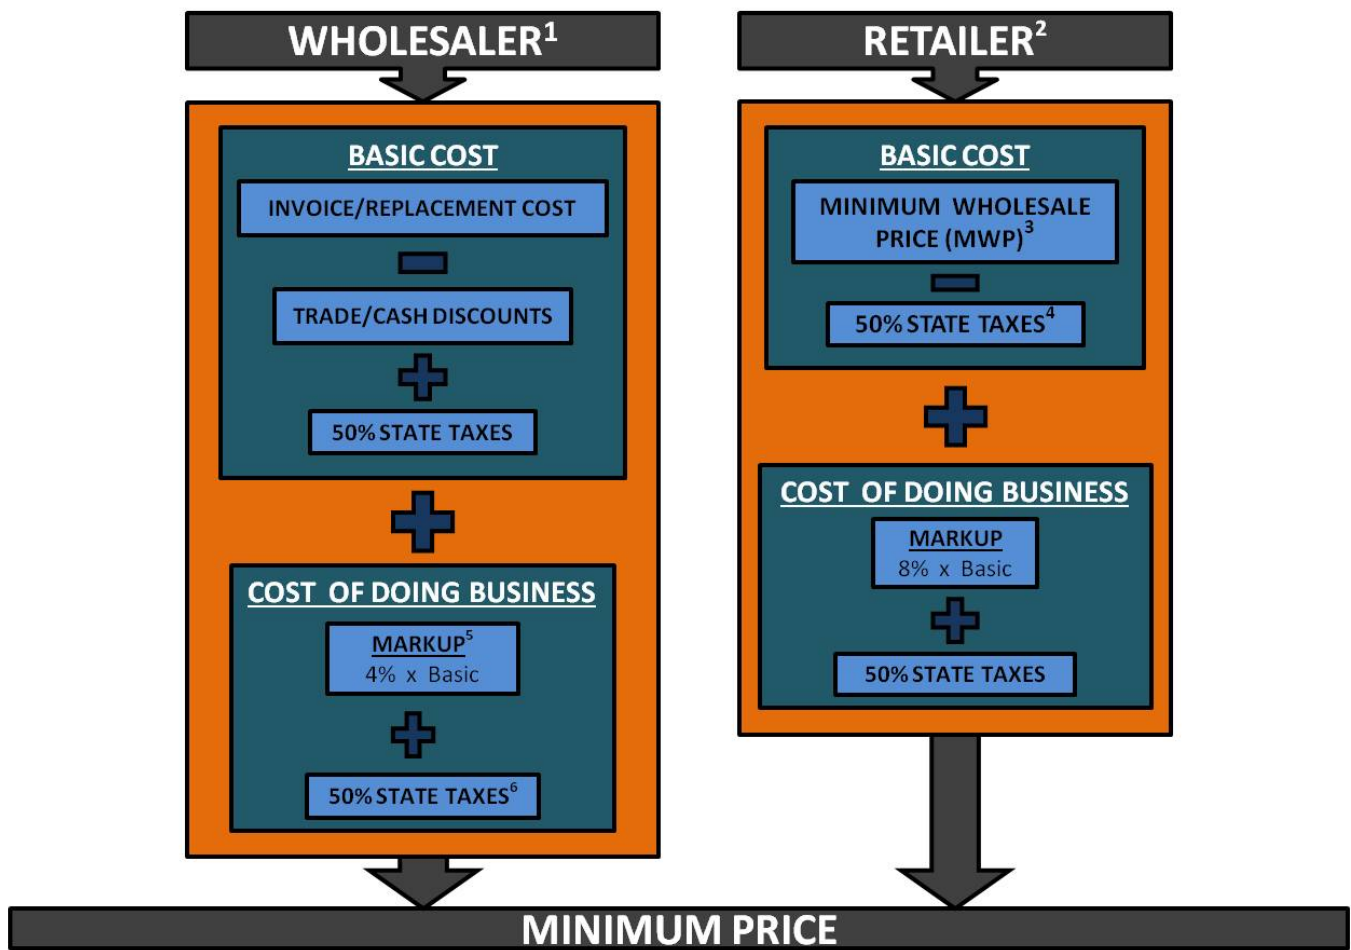 WHOLESALER¹
BASIC COST
INVOICE/REPLACEMENT COST
TRADE/CASH DISCOUNTS
50% STATE TAXES
COST OF DOING BUSINESS
MARKUP⁵
4% x Basic
50% STATE TAXES⁶
RETAILER²
BASIC COST
MINIMUM WHOLESALE
PRICE (MWP)³
50% STATE TAXES⁴
COST OF DOING BUSINESS
MARKUP
8% x Basic
50% STATE TAXES
MINIMUM PRICE